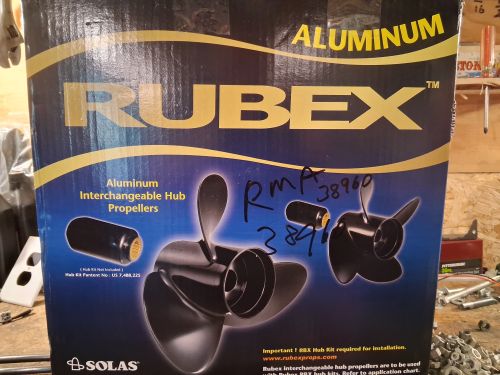 ALUMINUM
RUBEX™
Aluminum
Interchangeable Hub
Propellers
RMA
38960
3896
( Hub Kit Not Included )
Hub Kit Pantent No : US 7,488,225
Important ! RBX Hub Kit required for installation.
www.rubexprops.com
SOLAS
Rubex interchangeable hub propellers are to be used
with Rubex RBX hub kits. Refer to application chart.